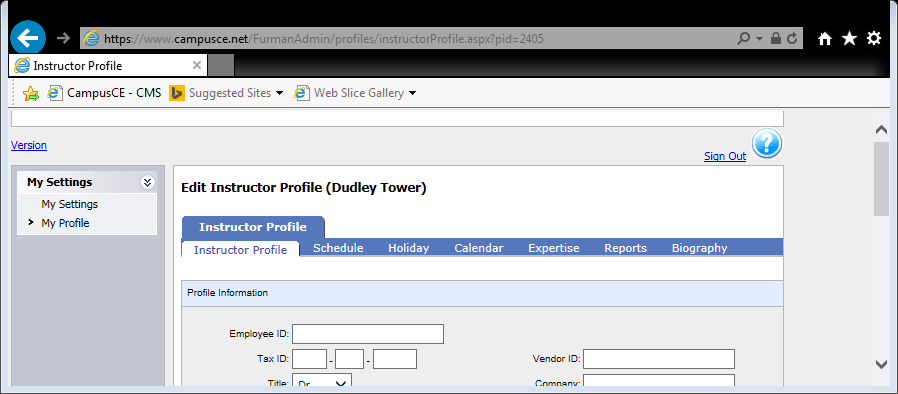 https://www.campusce.net/FurmanAdmin/profiles/instructorProfile.aspx?pid=2405
Instructor Profile
CampusCE - CMS Suggested Sites Web Slice Gallery
Version
Sign Out
My Settings
My Settings
My Profile
Edit Instructor Profile (Dudley Tower)
Instructor Profile
Instructor Profile Schedule Holiday Calendar Expertise Reports Biography
Profile Information
Employee ID:
Tax ID: - - Vendor ID:
Title: Dr Company: